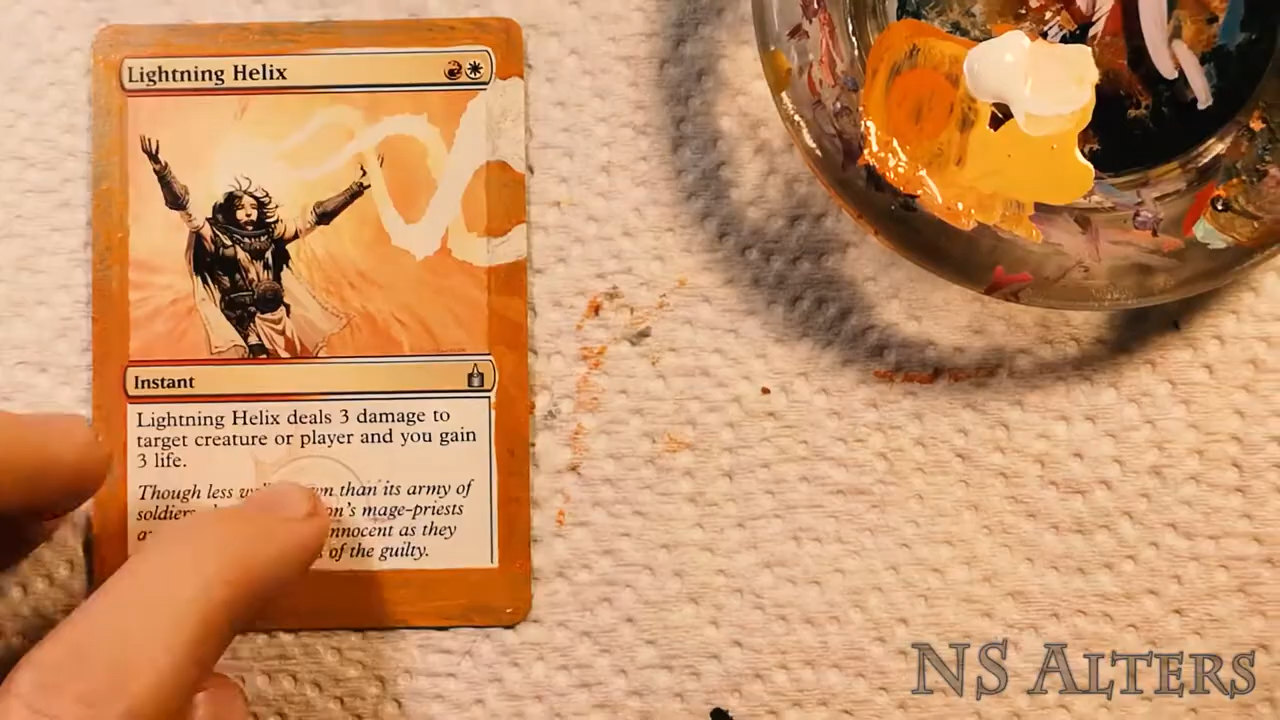 Lightning Helix
Instant
Lightning Helix deals 3 damage to
target creature or player and you gain
3 life.
Though less than its army of
soldiers mage-priests
innocent as they
of the guilty.
NS ALTERS